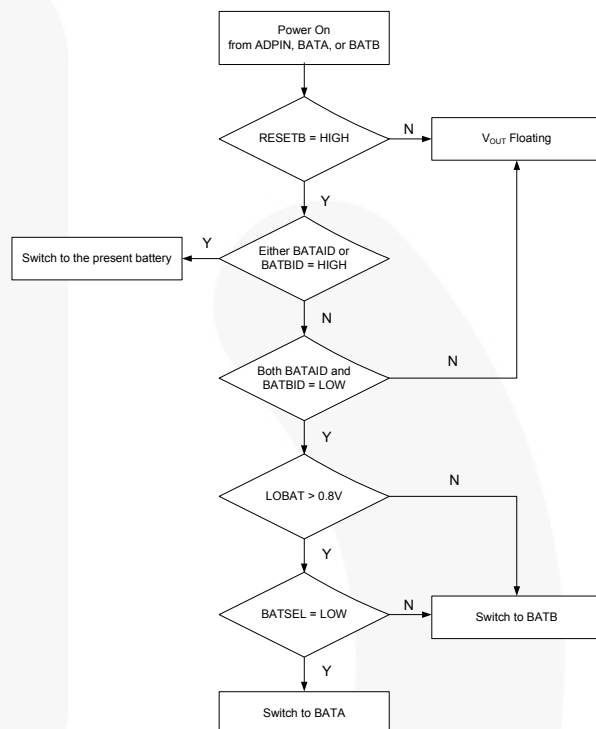 Power On
from ADPIN, BATA, or BATB
RESETB = HIGH
N
VOUT Floating
Y
Either BATAID or
BATBID = HIGH
Y
Switch to the present battery
N
Both BATAID and
BATBID = LOW
N
Y
LOBAT > 0.8V
N
Y
BATSEL = LOW
N
Switch to BATB
Y
Switch to BATA